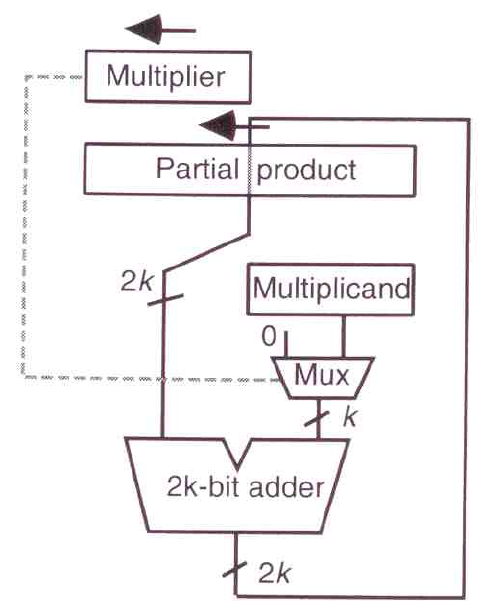 Multiplier
Partial product
2k
Multiplicand
0
Mux
k
2k-bit adder
2k